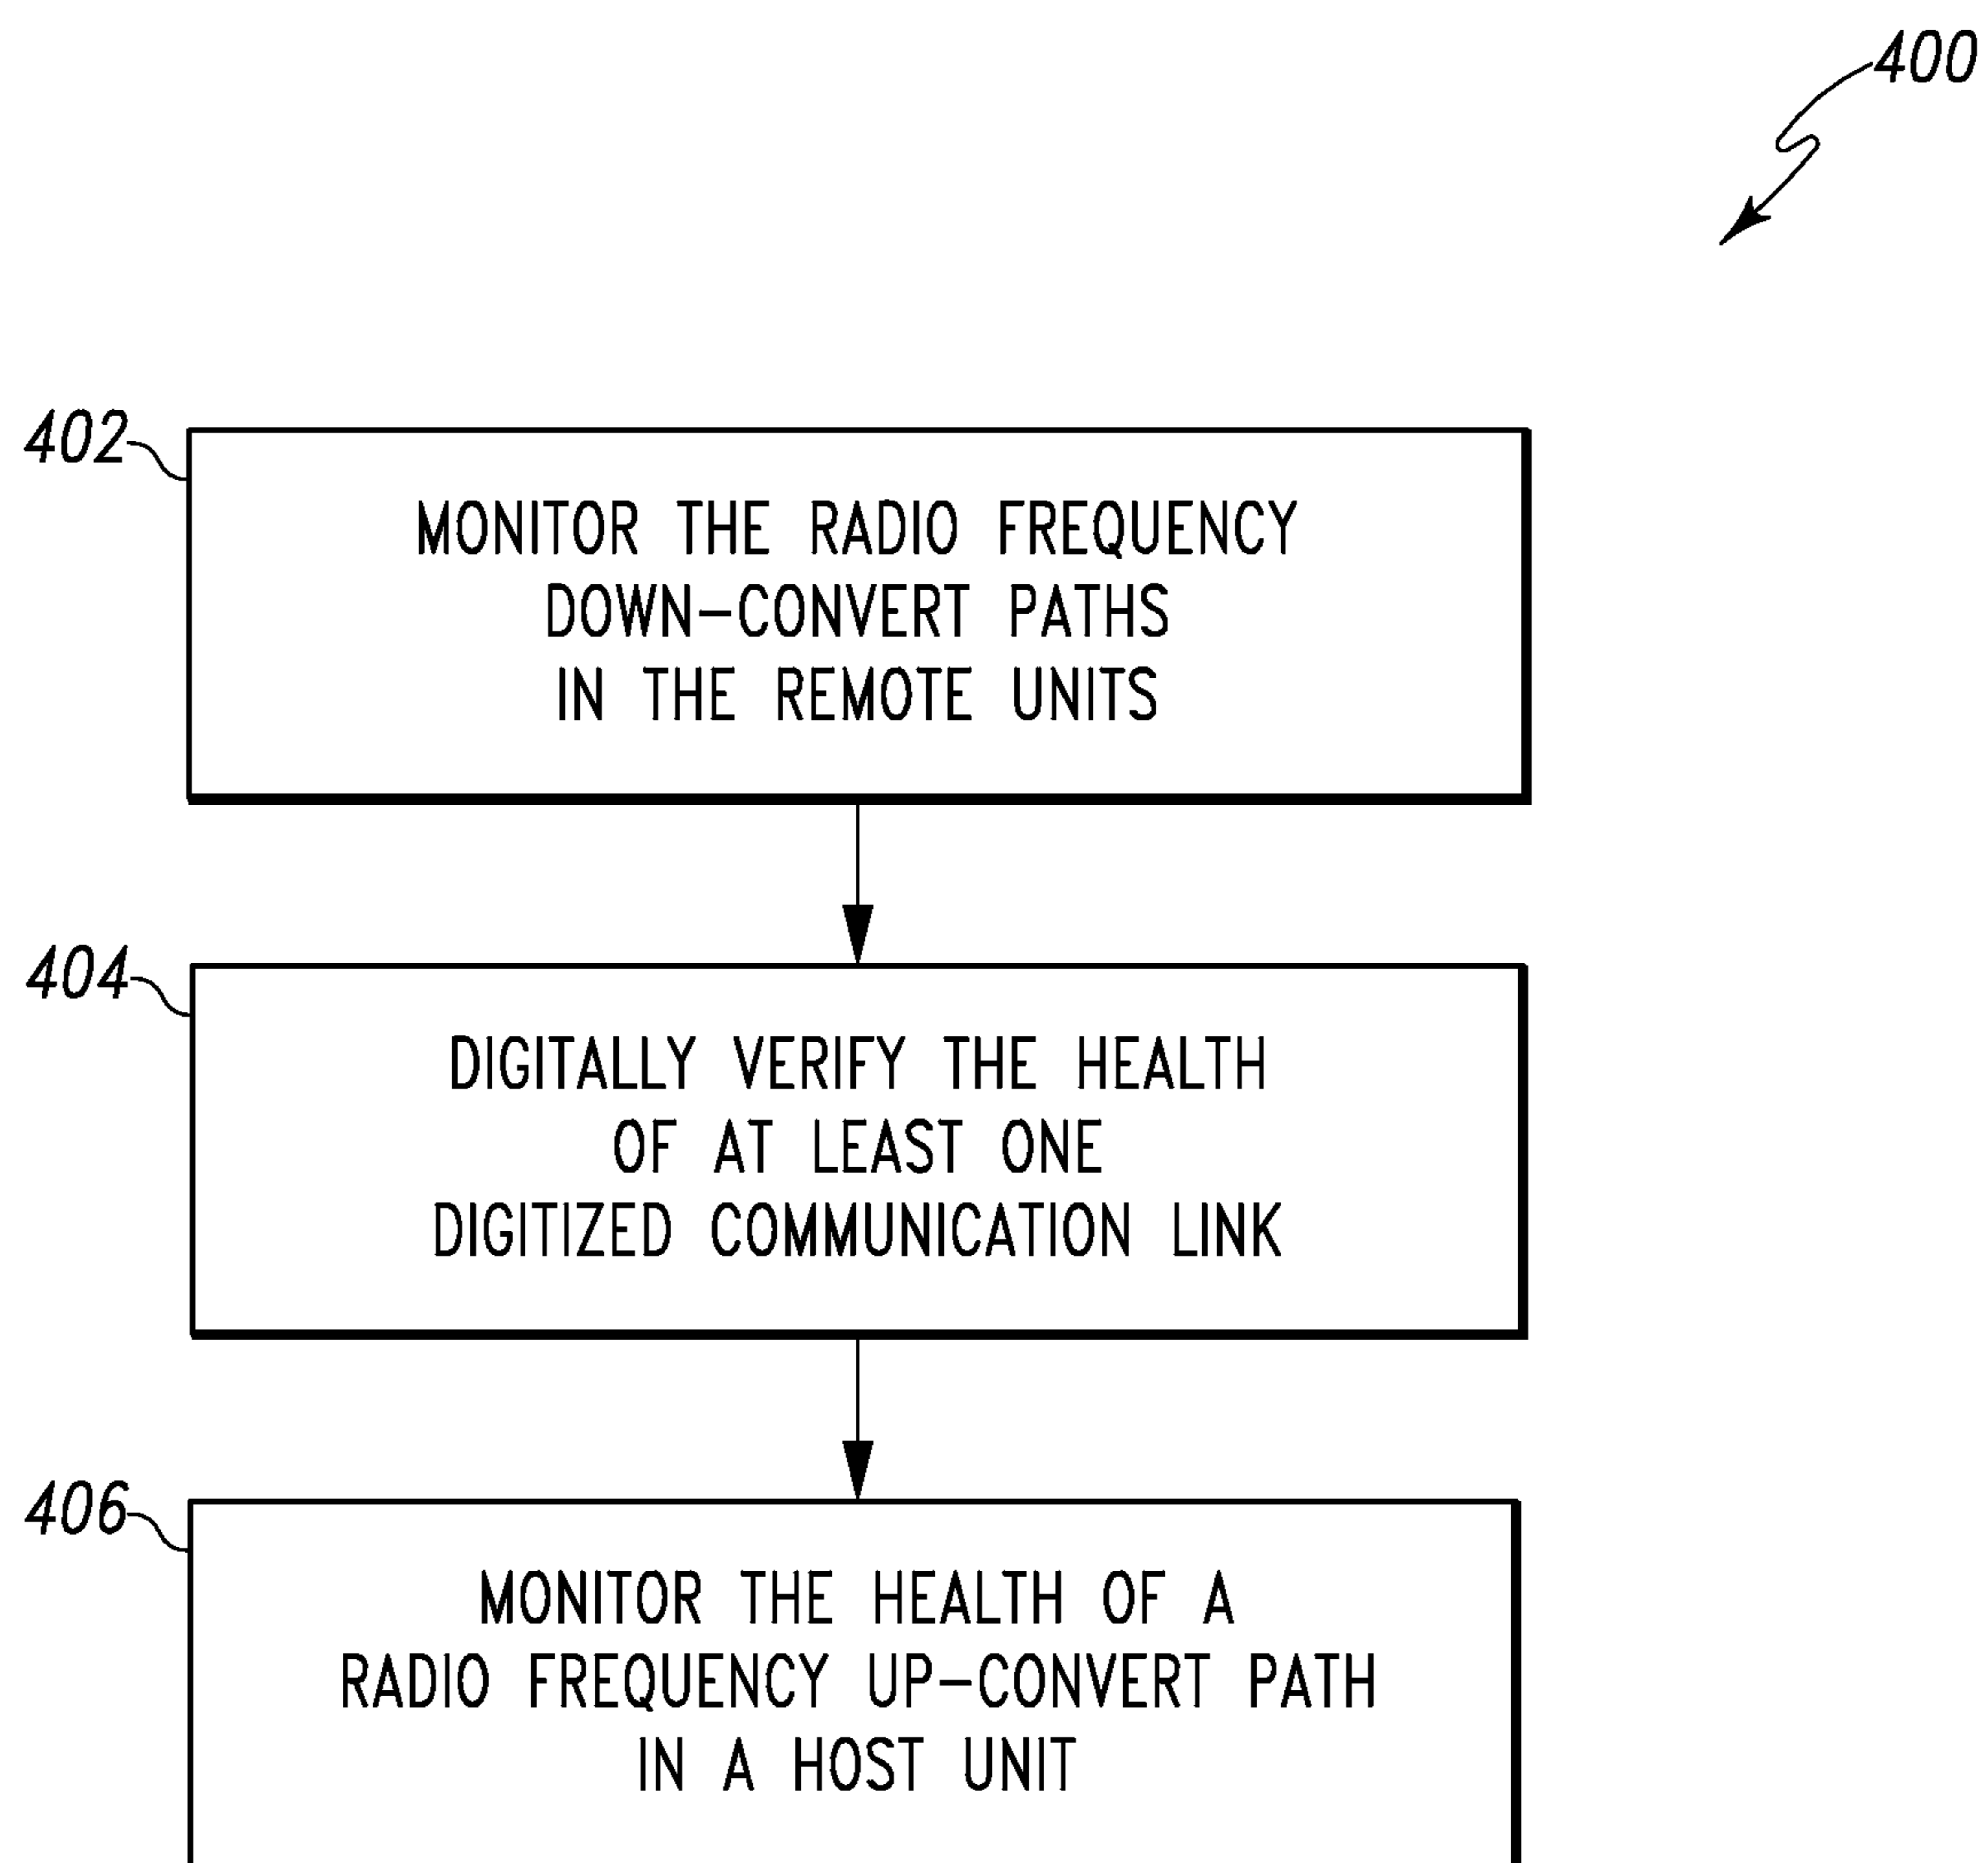 400
402
MONITOR THE RADIO FREQUENCY
DOWN-CONVERT PATHS
IN THE REMOTE UNITS
404
DIGITALLY VERIFY THE HEALTH
OF AT LEAST ONE
DIGITIZED COMMUNICATION LINK
406
MONITOR THE HEALTH OF A
RADIO FREQUENCY UP-CONVERT PATH
IN A HOST UNIT